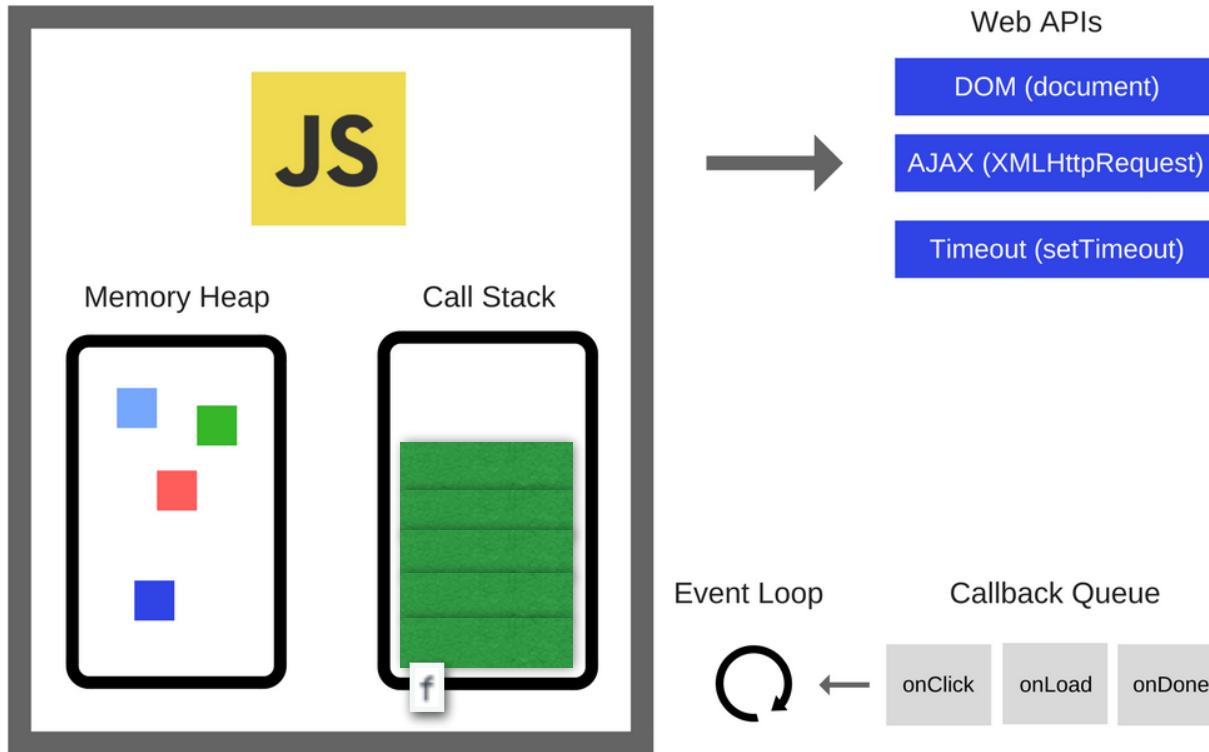 JS
Memory Heap
Call Stack
f
Web APIs
DOM (document)
AJAX (XMLHttpRequest)
Timeout (setTimeout)
Event Loop
Callback Queue
onClick
onLoad
onDone